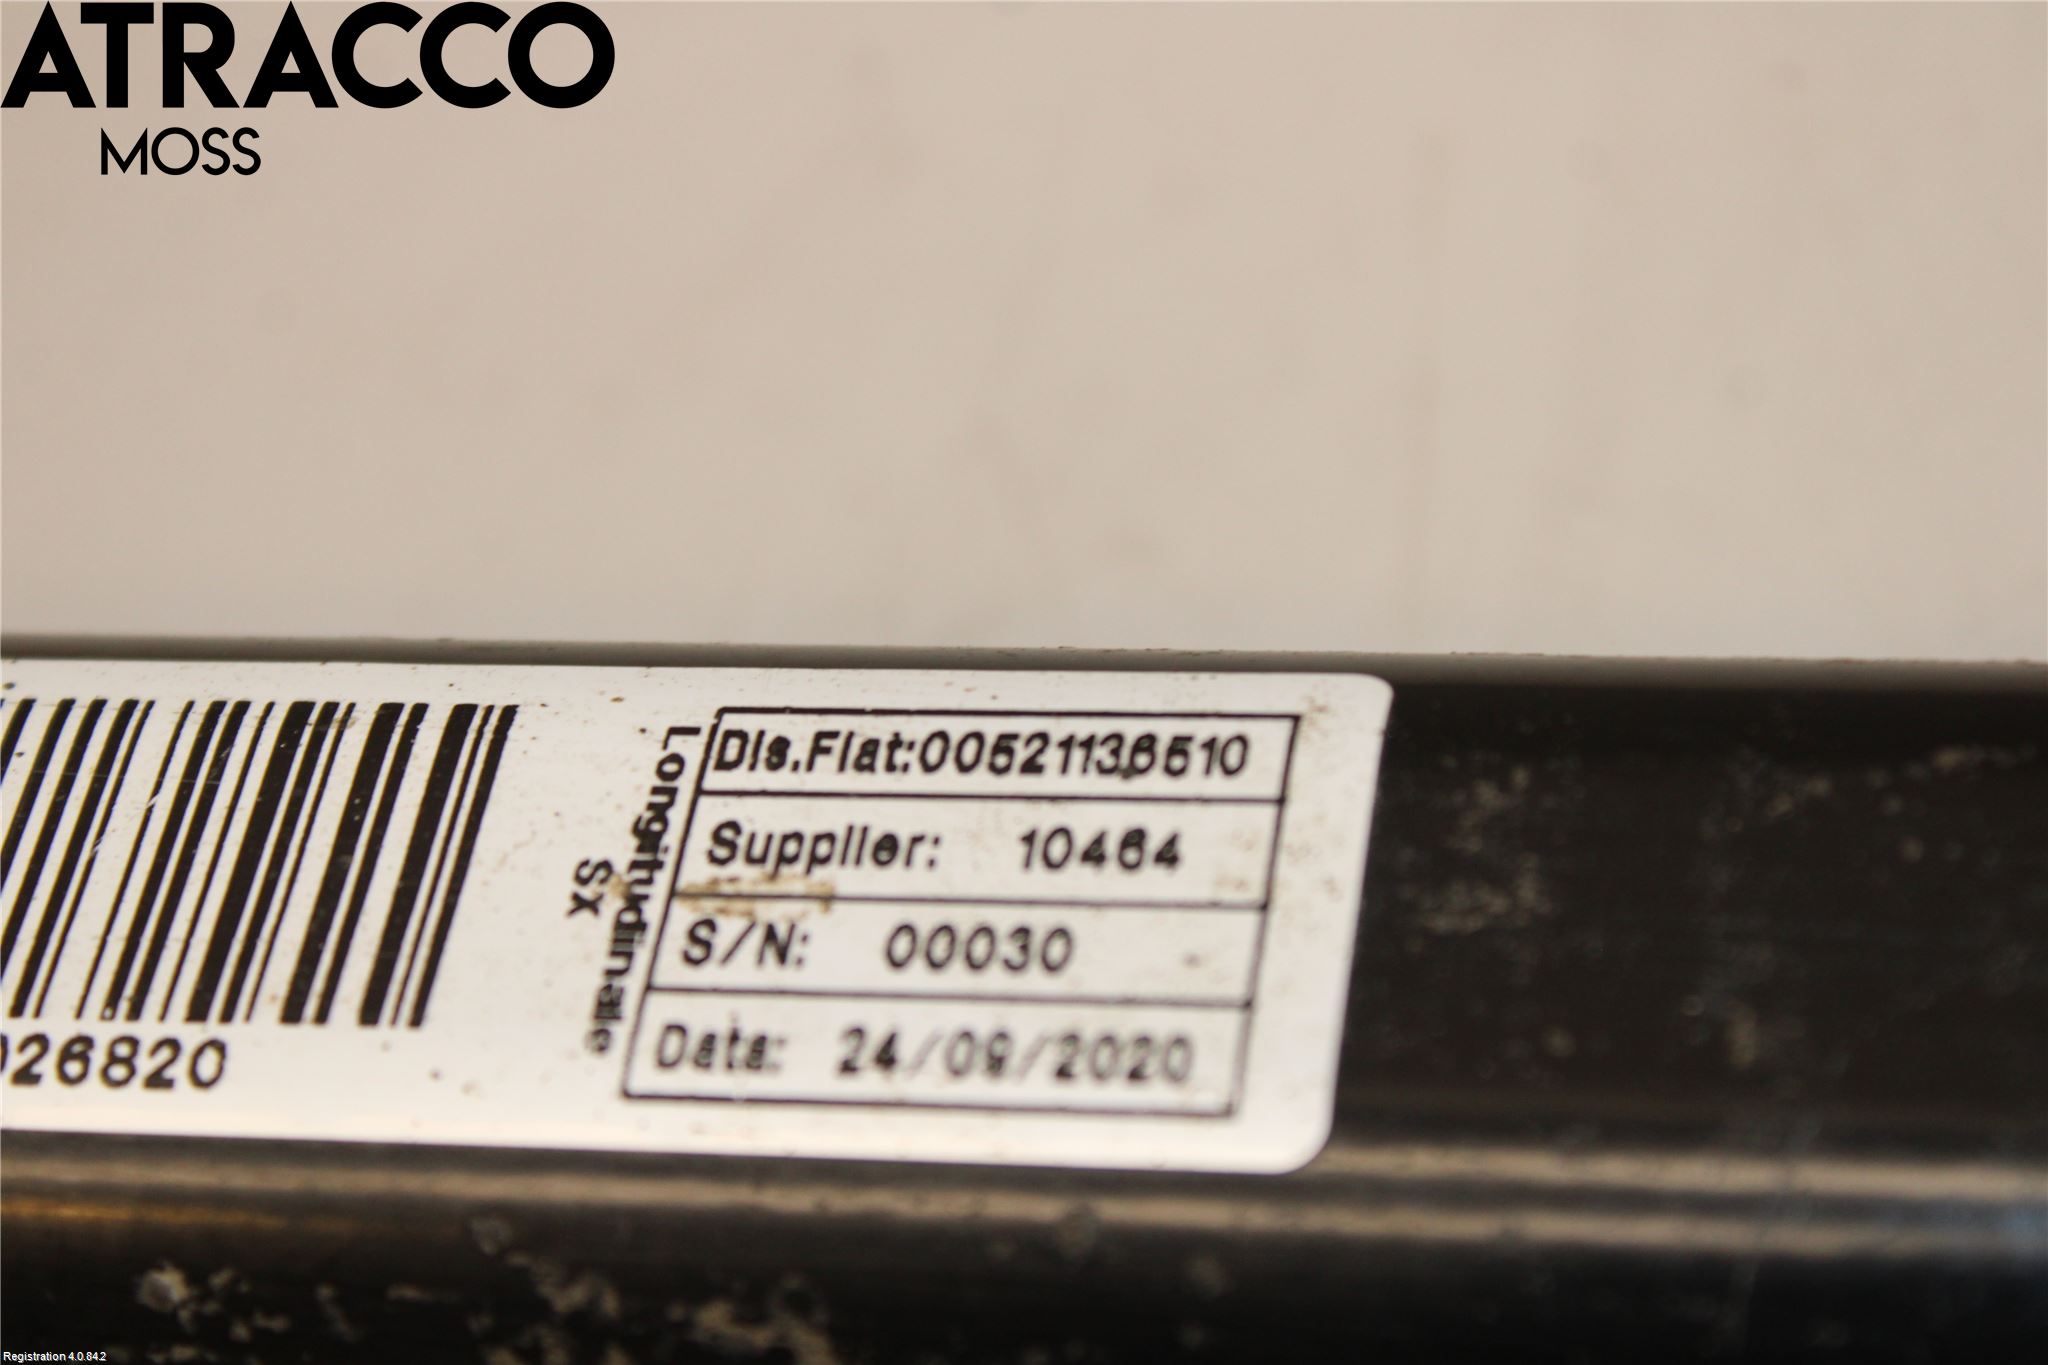 ATRACCO
MOSS
Dis.Fiat:00521136510
Supplier: 10464
S/N: 00030
Data: 24/09/2020
Longitudinale
SX
026820
Registration 4.0.84.2